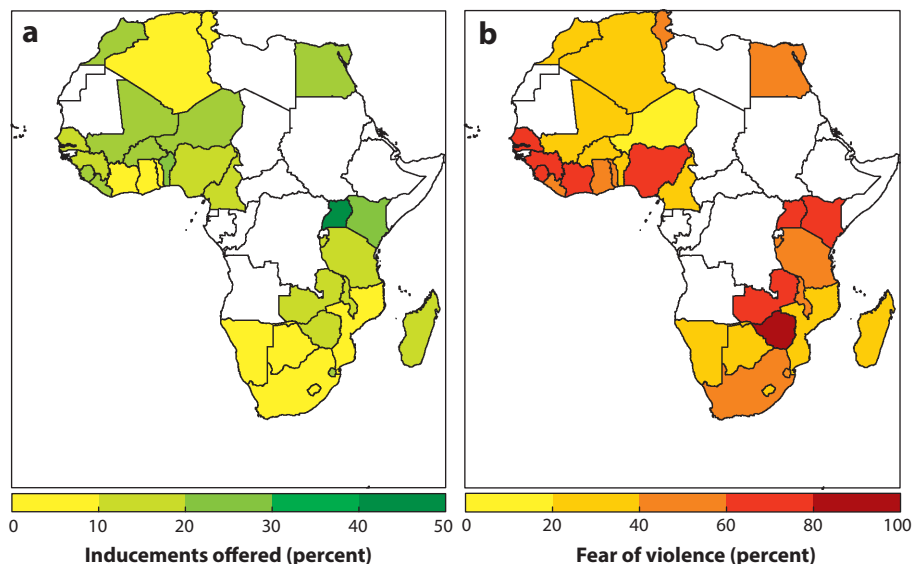 a
b
0 10 20 30 40 50
Inducements offered (percent)
0 20 40 60 80 100
Fear of violence (percent)